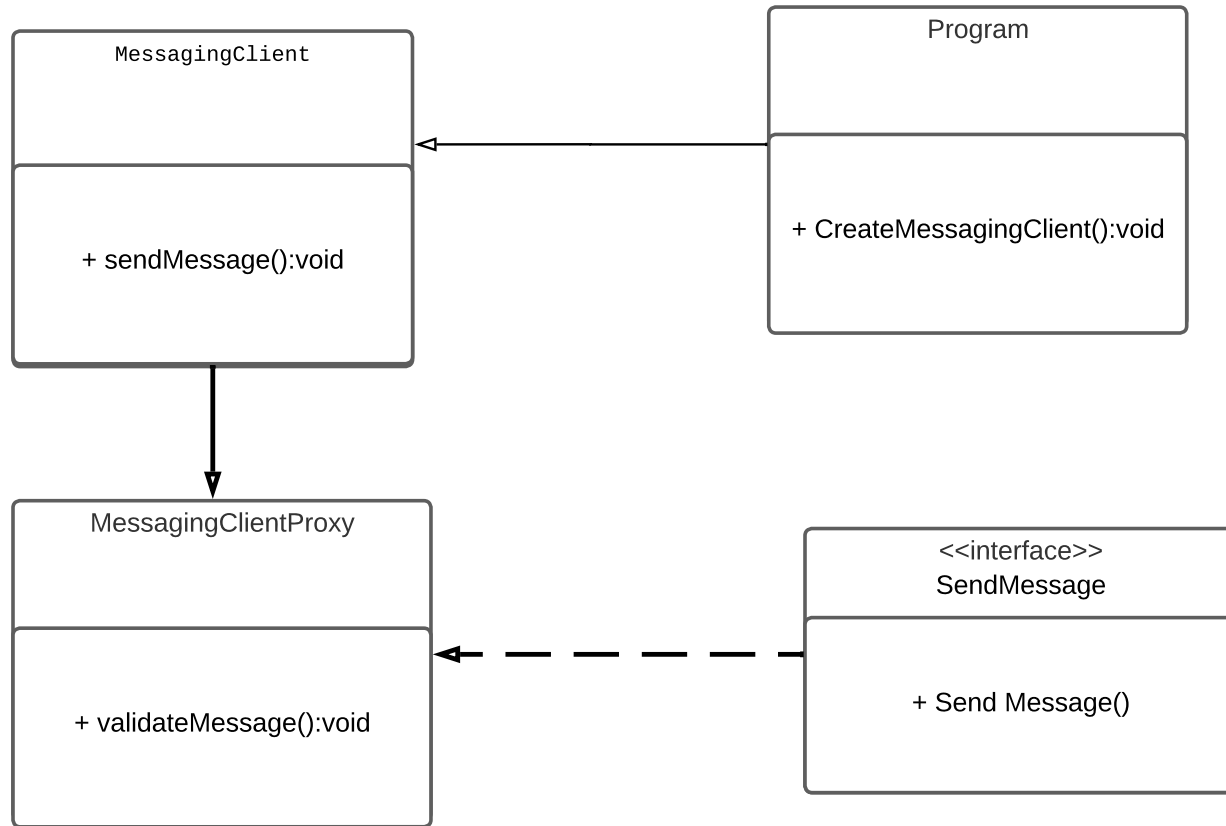 MessagingClient
+ sendMessage():void
Program
+ CreateMessagingClient():void
MessagingClientProxy
+ validateMessage():void
<<interface>>
SendMessage
+ Send Message()